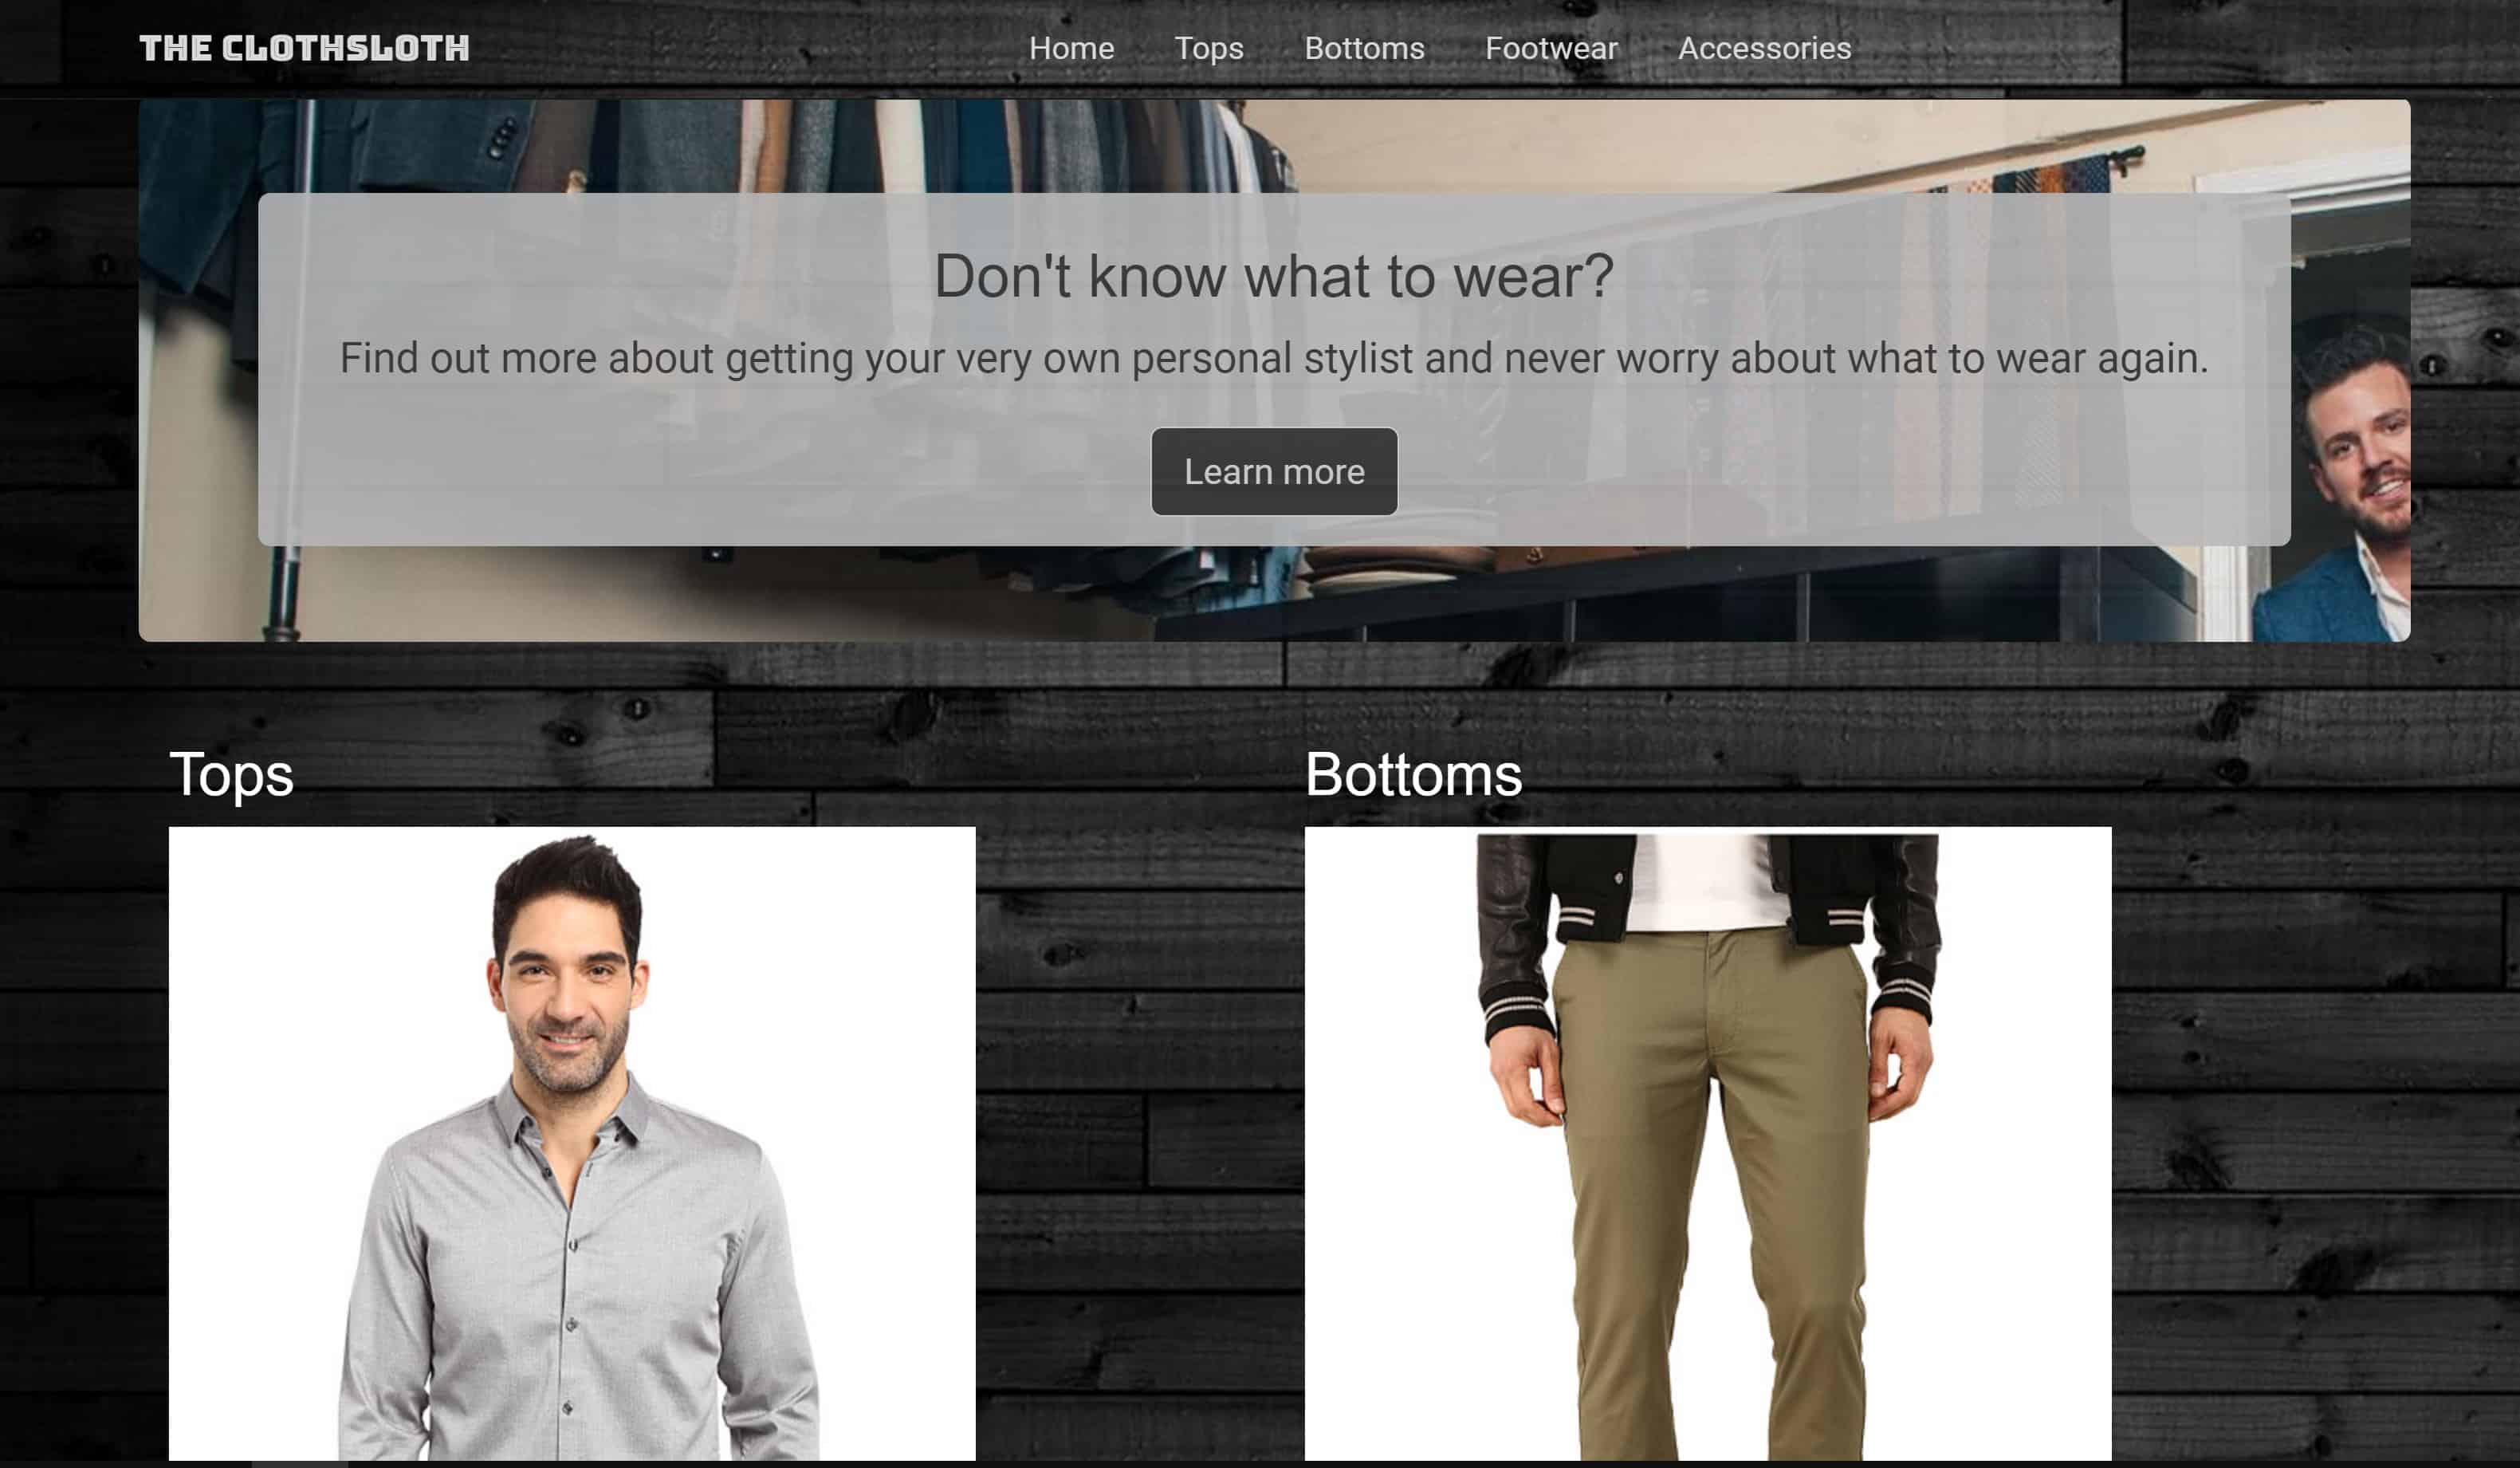 THE CLOTHSLOTH
Home Tops Bottoms Footwear Accessories
Don't know what to wear?
Find out more about getting your very own personal stylist and never worry about what to wear again.
Learn more
Tops
Bottoms